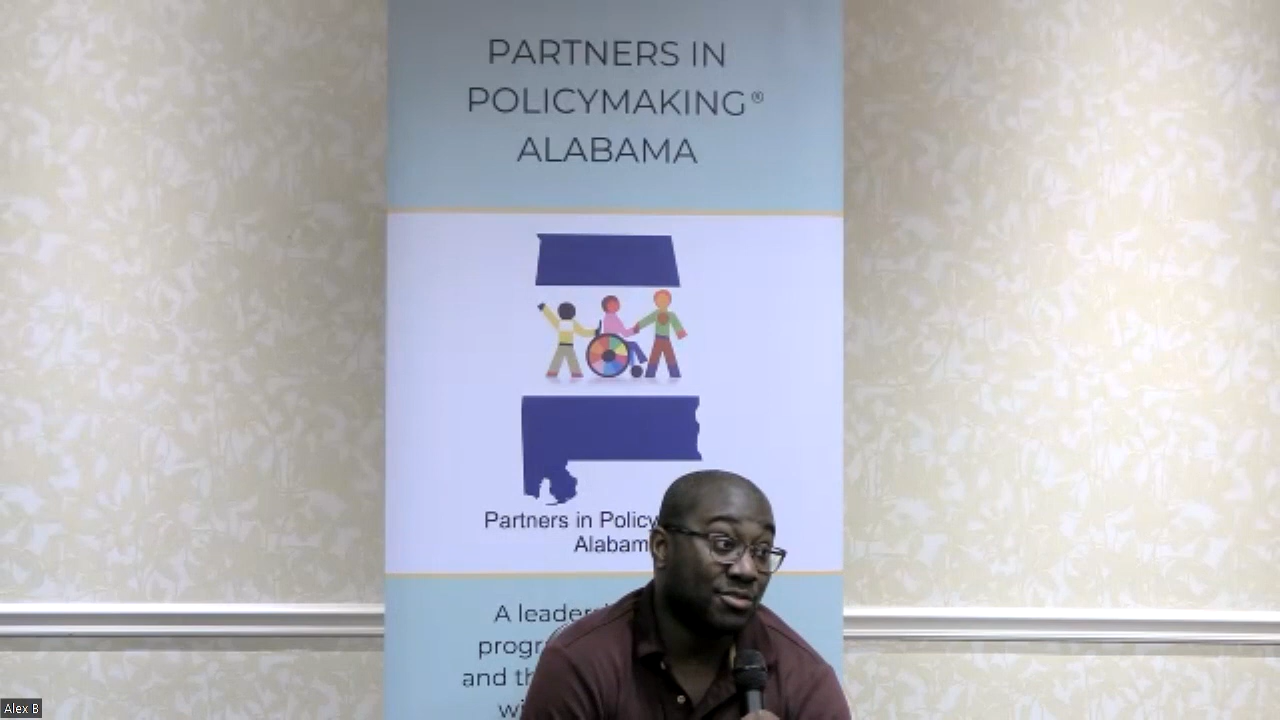 PARTNERS IN
POLICYMAKING®
ALABAMA
Partners in Policy
Alabam
A leader
progr
and th
wi
Alex B